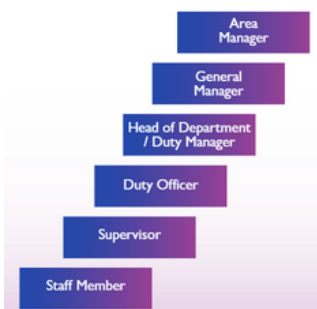 Area
Manager
General
Manager
Head of Department
/ Duty Manager
Duty Officer
Supervisor
Staff Member